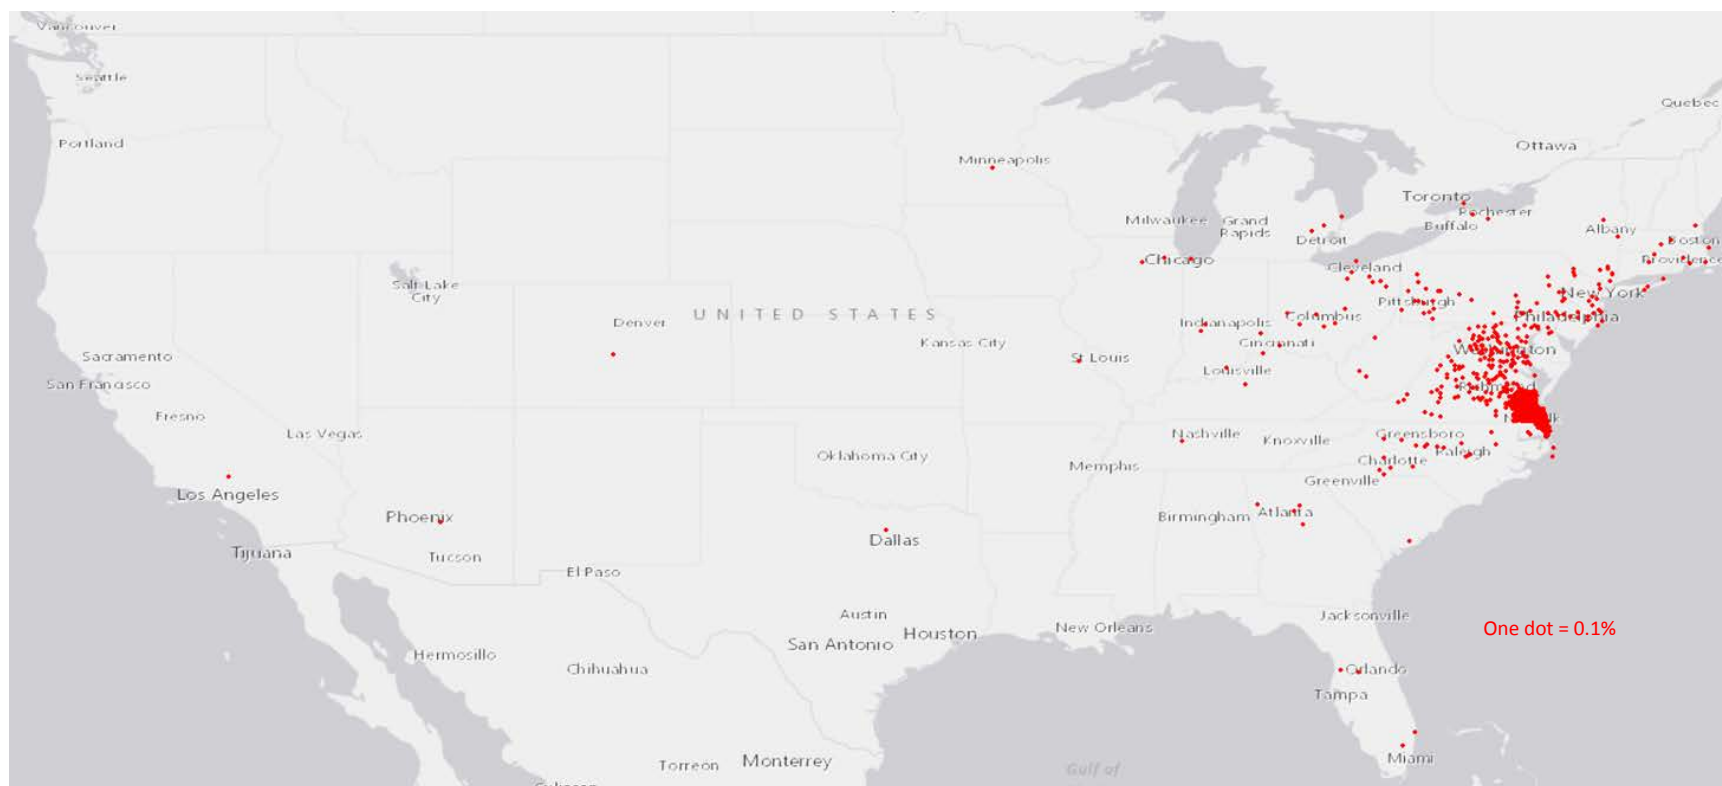 Vancouver
Seattle
Quebec
Portland
Ottawa
Minneapolis
Toronto
Rochester
Milwaukee
Grand
Rapids
Buffalo
Albany
Detroit
Boston
Chicago
Providence
Cleveland
Salt Lake
City
New York
Pittsburgh
UNITED STATES
Denver
Indianapolis
Columbus
Philadelphia
Kansas City
Cincinnati
Washington
Sacramento
St Louis
Louisville
San Francisco
Richmond
Fresno
Las Vegas
Nashville
Knoxville
Greensboro
Oklahoma City
Memphis
Charlotte
Raleigh
Greenville
Los Angeles
Phoenix
Birmingham
Atlanta
Tijuana
Tucson
Dallas
El Paso
Austin
Jacksonville
New Orleans
Houston
One dot = 0.1%
San Antonio
Hermosillo
Chihuahua
Orlando
Tampa
Torreon
Monterrey
Miami
Gulf of